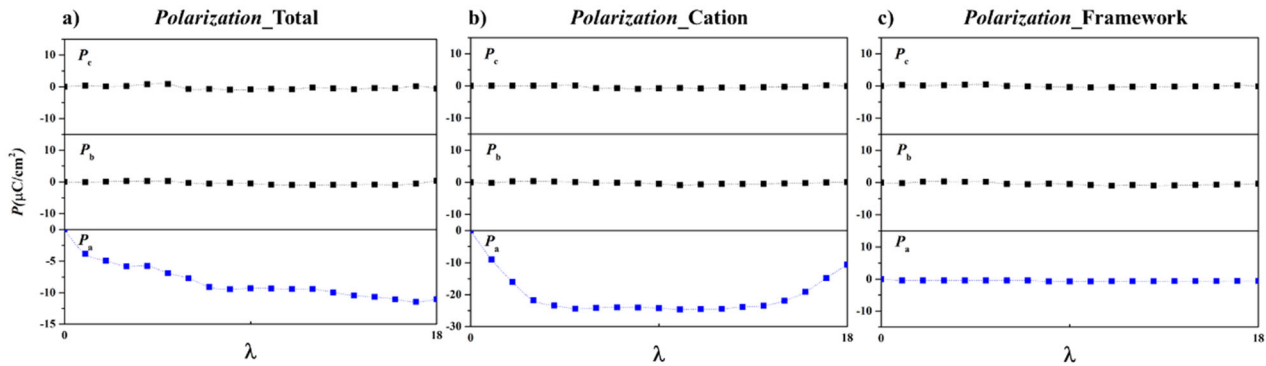 a) Polarization_Total
Pc
10
0
-10
Pb
10
0
-10
Pa
0
-5
-10
-15
0
18
λ
P(μC/cm²)
b) Polarization_Cation
Pc
10
0
-10
Pb
10
0
-10
Pa
0
-10
-20
-30
0
18
λ
c) Polarization_Framework
Pc
10
0
-10
Pb
10
0
-10
Pa
10
0
-10
0
18
λ